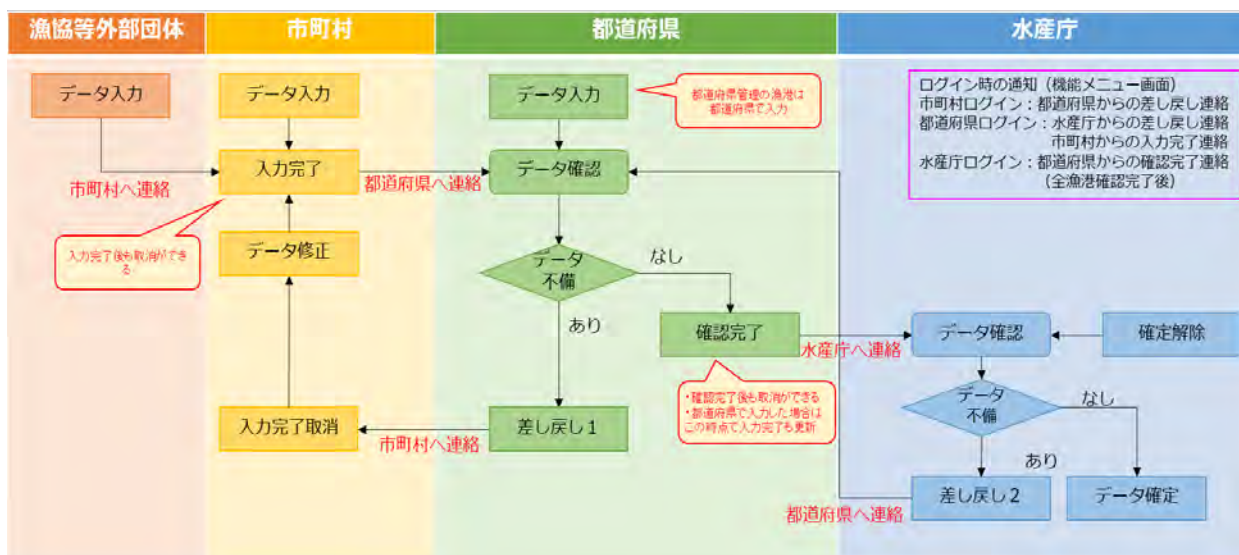 漁協等外部団体
市町村
都道府県
水産庁
データ入力
データ入力
データ入力
都道府県管理の漁港は
都道府県で入力
ログイン時の通知（機能メニュー画面）
市町村ログイン：都道府県からの差し戻し連絡
都道府県ログイン：水産庁からの差し戻し連絡
市町村からの入力完了連絡
水産庁ログイン：都道府県からの確認完了連絡
（全漁港確認完了後）
市町村へ連絡
入力完了
都道府県へ連絡
データ確認
入力完了後も取消ができ
る
データ修正
データ
不備
なし
あり
確認完了
水産庁へ連絡
データ確認
確定解除
・確認完了後も取消ができる
・都道府県で入力した場合は
この時点で入力完了も更新
入力完了取消
市町村へ連絡
差し戻し１
データ
不備
なし
あり
都道府県へ連絡
差し戻し２
データ確定